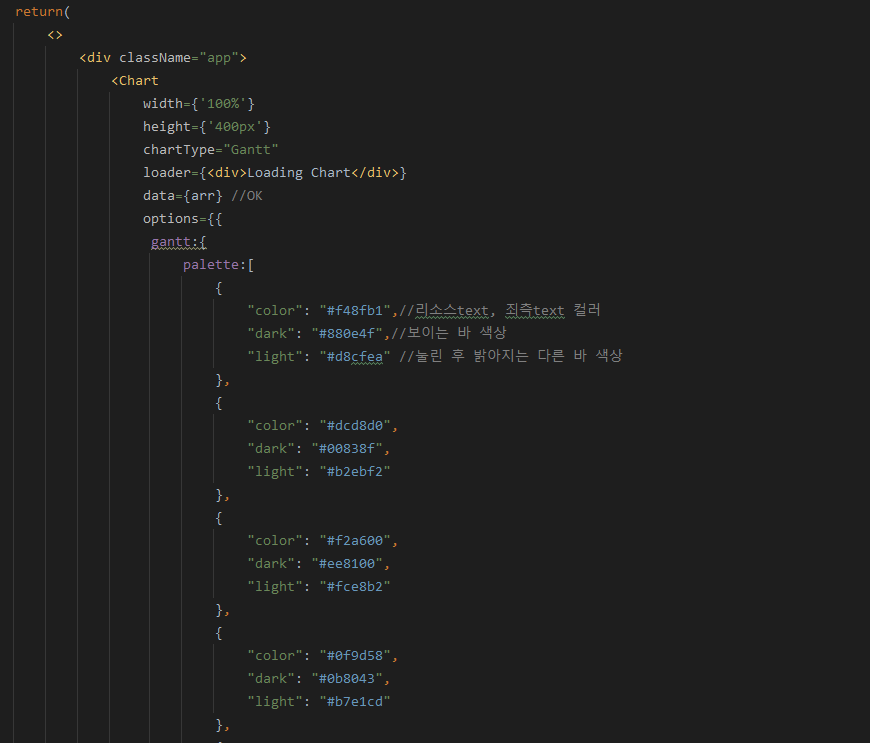 return(
<>
<div className="app">
<Chart
width={'100%'}
height={'400px'}
chartType="Gantt"
loader={<div>Loading Chart</div>}
data={arr} //OK
options={{
gantt:{
palette:[
{
"color": "#f48fb1",//리소스text, 죄측text 컬러
"dark": "#880e4f",//보이는 바 색상
"light": "#d8cfea" //눌린 후 밝아지는 다른 바 색상
},
{
"color": "#dcd8d0",
"dark": "#00838f",
"light": "#b2ebf2"
},
{
"color": "#f2a600",
"dark": "#ee8100",
"light": "#fce8b2"
},
{
"color": "#0f9d58",
"dark": "#0b8043",
"light": "#b7e1cd"
},